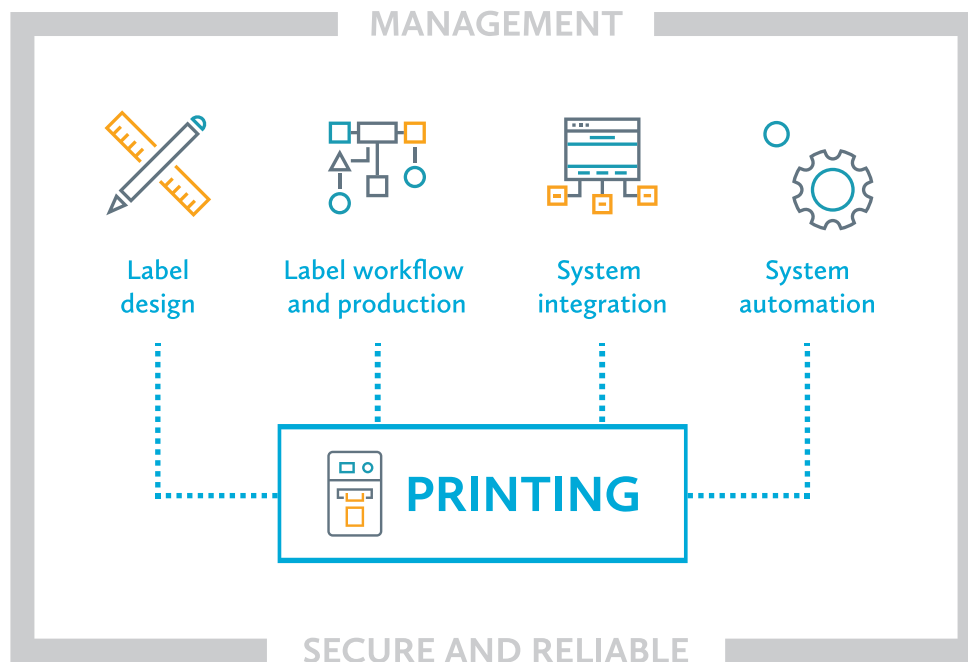 MANAGEMENT
Label
design
Label workflow
and production
System
integration
System
automation
PRINTING
SECURE AND RELIABLE